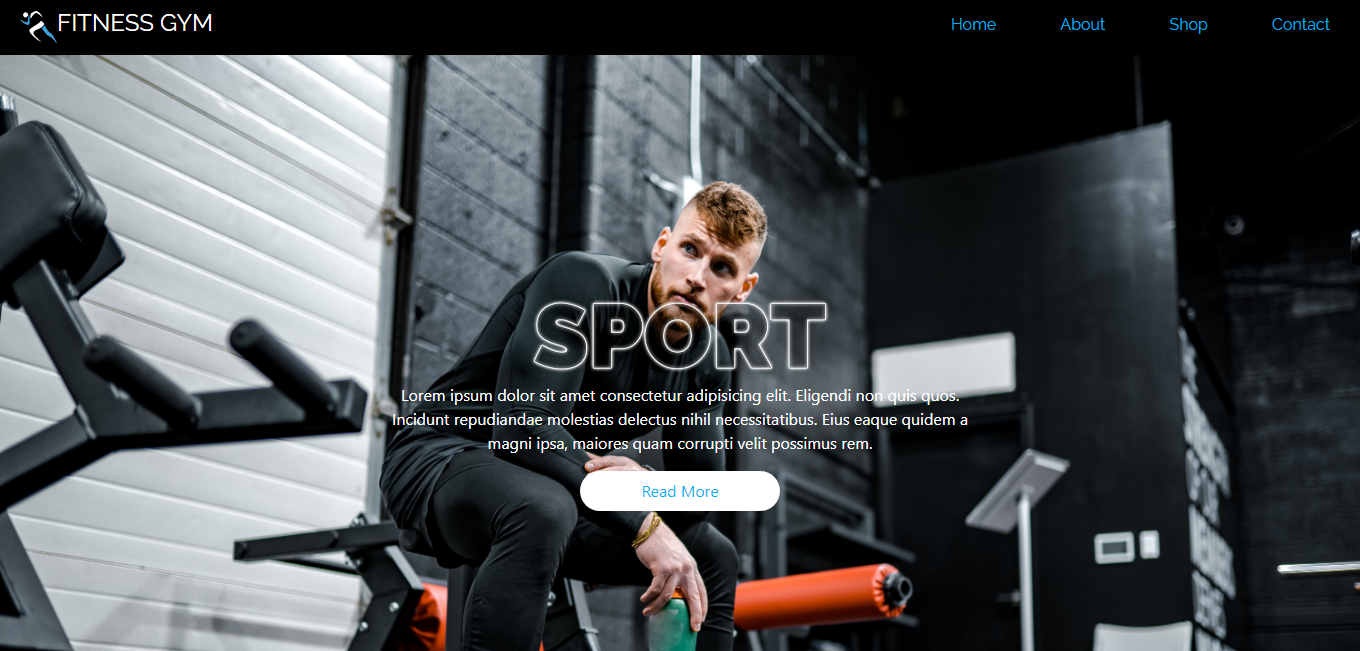 FITNESS GYM
Home About Shop Contact
SPORT
Lorem ipsum dolor sit amet consectetur adipisicing elit. Eligendi non quis quos.
Incidunt repudiandae molestias delectus nihil necessitatibus. Eius eaque quidem a
magni ipsa, maiores quam corrupti velit possimus rem.
Read More